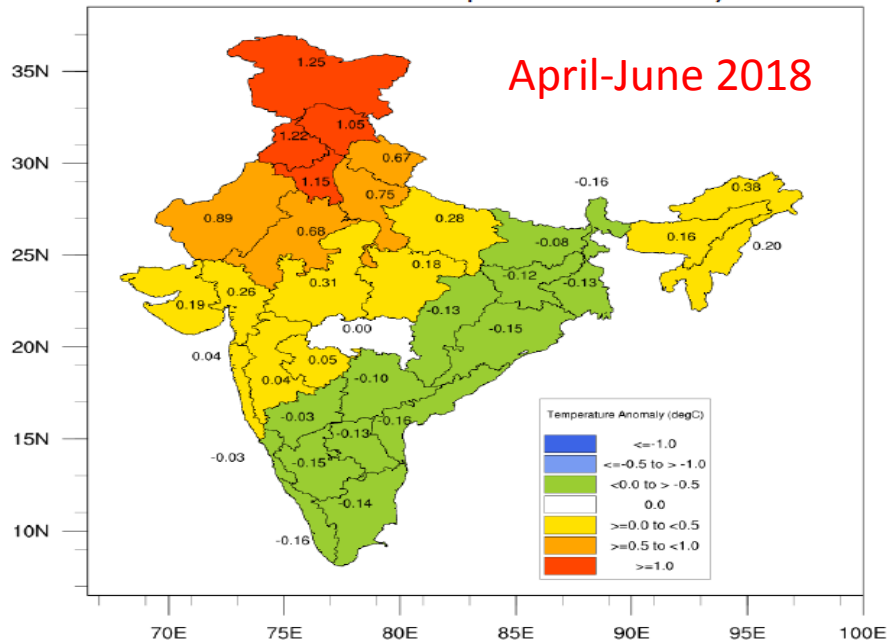 April-June 2018
35N
30N
25N
20N
15N
10N
1.25
1.05
1.22
1.15
0.67
0.75
0.89
0.68
0.28
-0.16
0.38
0.16
0.20
-0.08
0.18
-0.12
-0.13
0.31
0.26
0.19
-0.13
-0.15
0.00
0.04
0.05
0.04
-0.10
-0.03
-0.16
-0.13
-0.03
-0.15
-0.14
-0.16
Temperature Anomaly (degC)
<=-1.0
<=-0.5 to > -1.0
<0.0 to > -0.5
0.0
>=0.0 to <0.5
>=0.5 to <1.0
>=1.0
70E 75E 80E 85E 90E 95E 100E